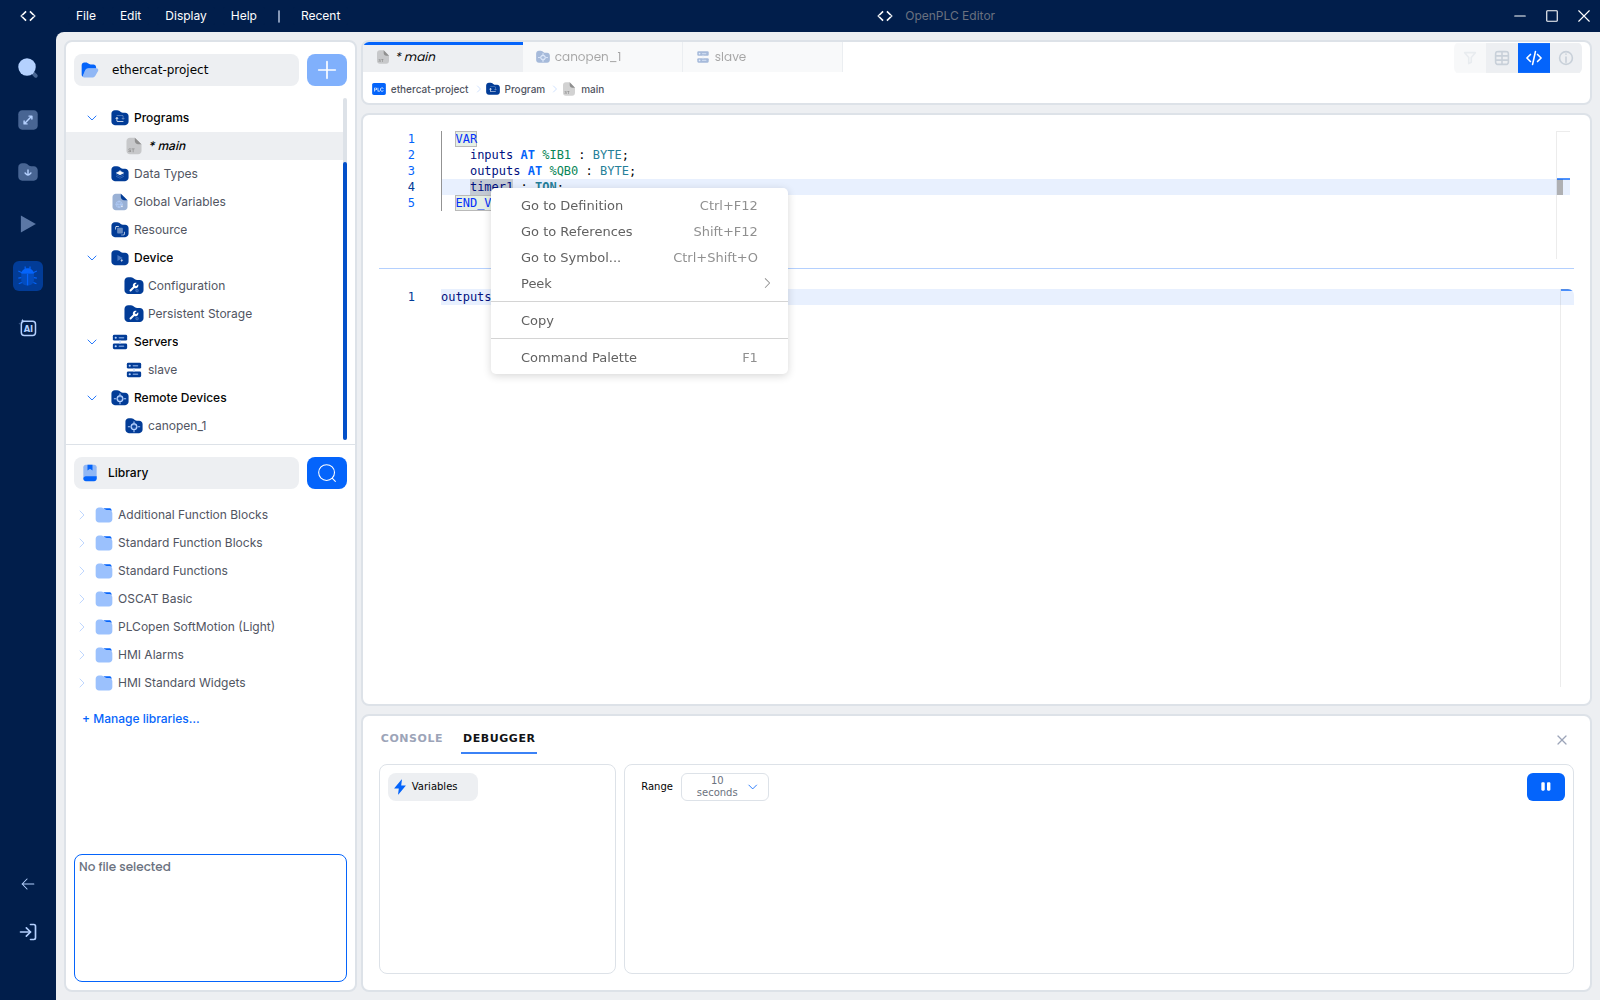 File Edit Display Help | Recent
OpenPLC Editor
ethercat-project
Programs
* main
Data Types
Global Variables
Resource
Device
Configuration
Persistent Storage
Servers
slave
Remote Devices
canopen_1
Library
Additional Function Blocks
Standard Function Blocks
Standard Functions
OSCAT Basic
PLCopen SoftMotion (Light)
HMI Alarms
HMI Standard Widgets
+ Manage libraries...
No file selected
AI
* main canopen_1 slave
PLC ethercat-project Program main
1 VAR
2 inputs AT %IB1 : BYTE;
3 outputs AT %QB0 : BYTE;
4 timer1 : TON;
5 END_V
1 outputs
Go to Definition Ctrl+F12
Go to References Shift+F12
Go to Symbol... Ctrl+Shift+O
Peek
Copy
Command Palette F1
CONSOLE DEBUGGER
Variables
Range 10 seconds